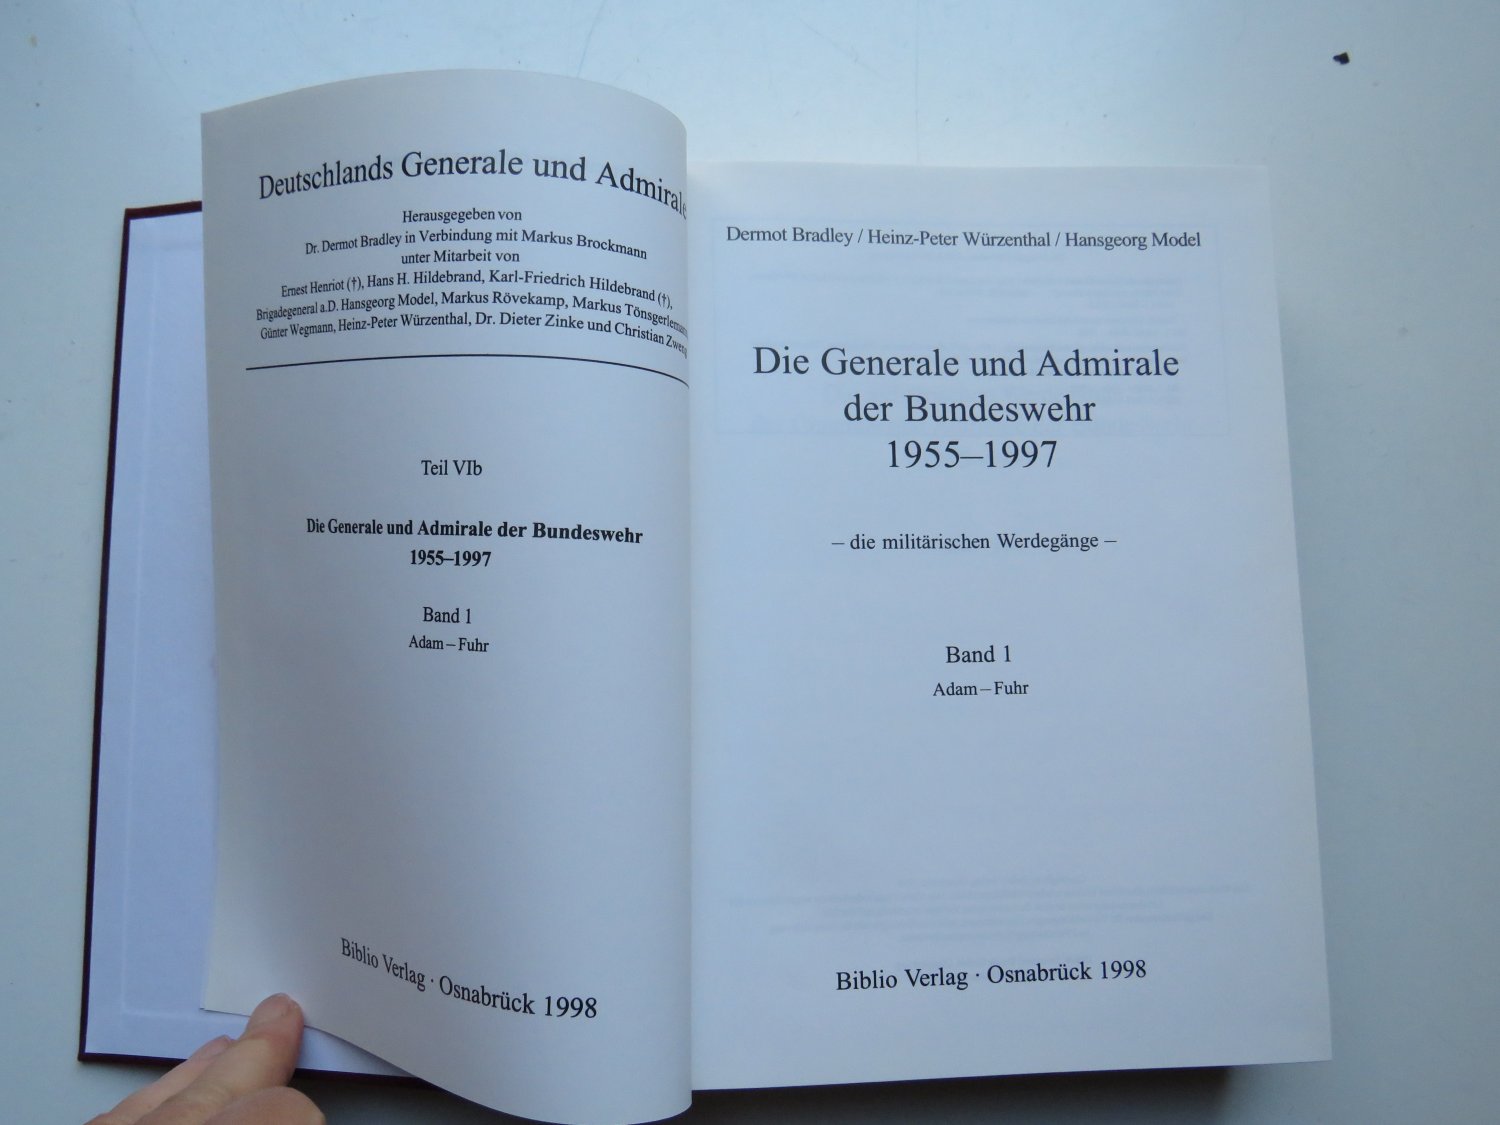 Deutschlands Generale und Admirale
Herausgegeben von
Dr. Dermot Bradley in Verbindung mit Markus Brockmann
unter Mitarbeit von
Ernest Henriot (†), Hans H. Hildebrand, Karl-Friedrich Hildebrand (†),
Brigadegeneral a.D. Hansgeorg Model, Markus Rövekamp, Markus
Günter Wegmann, Heinz-Peter Würzenthal, Dr. Dieter Zinke und Christian
Teil VIb
Die Generale und Admirale der Bundeswehr
1955–1997
Band 1
Adam – Fuhr
Biblio Verlag · Osnabrück 1998
Dermot Bradley / Heinz-Peter Würzenthal / Hansgeorg Model
Die Generale und Admirale
der Bundeswehr
1955–1997
– die militärischen Werdegänge –
Band 1
Adam – Fuhr
Biblio Verlag · Osnabrück 1998